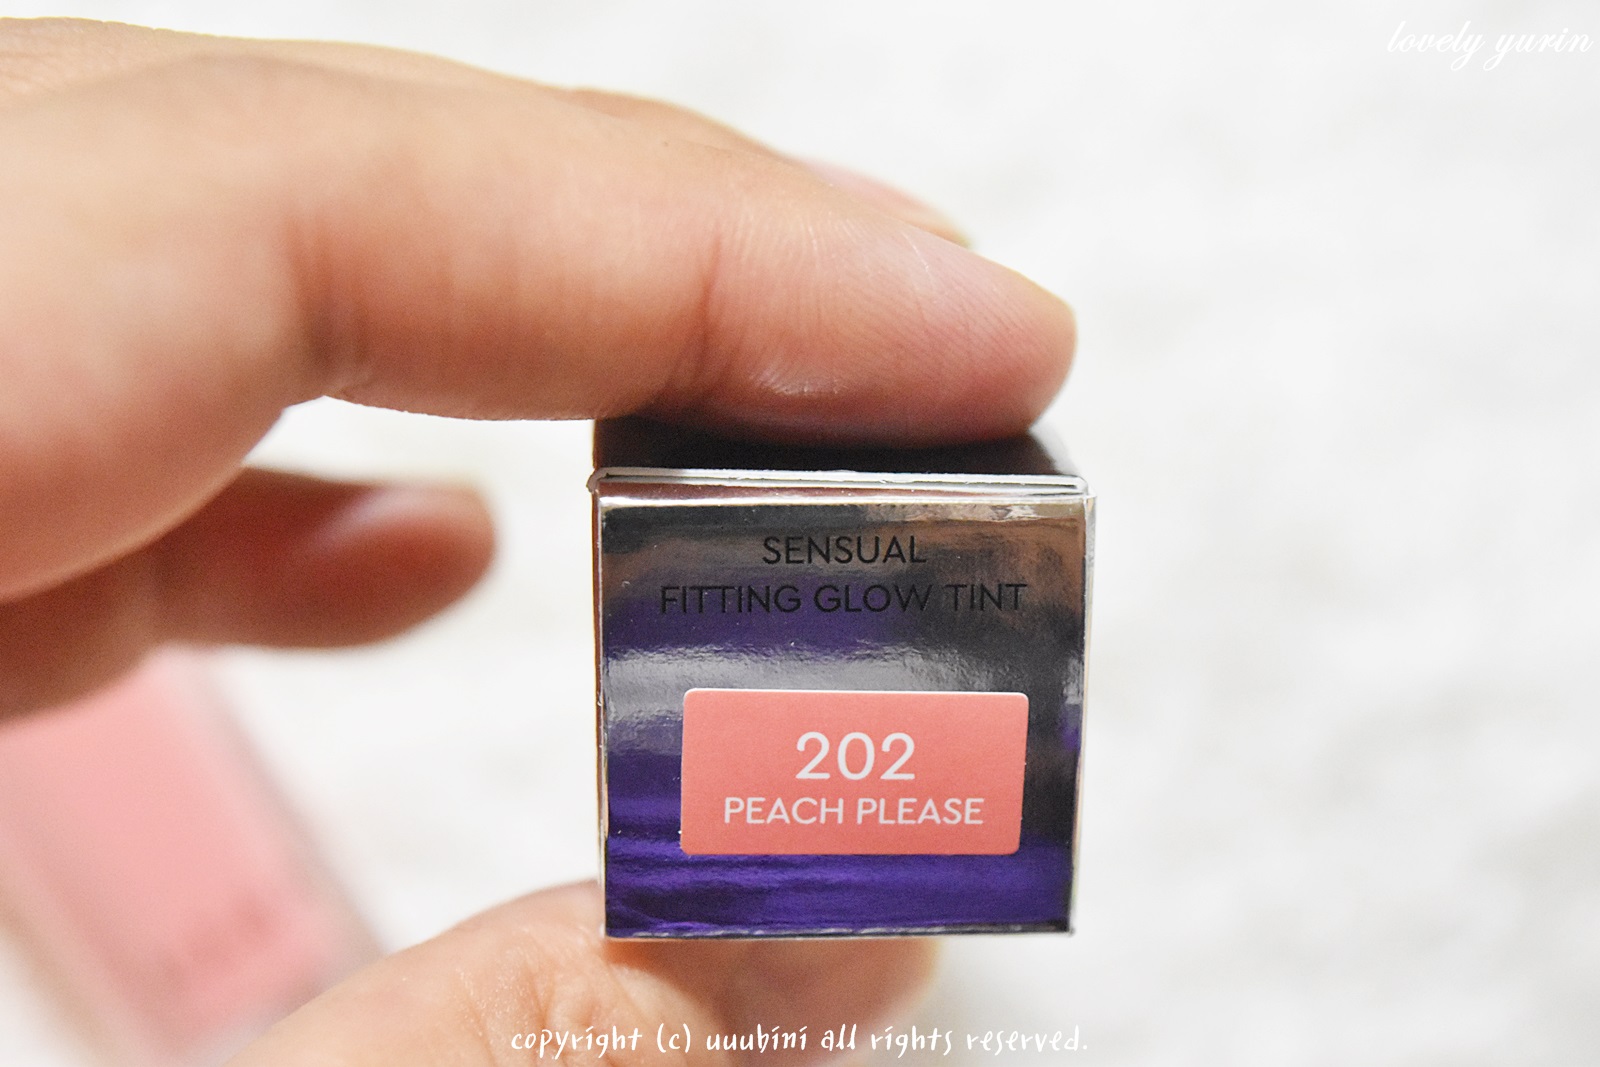 lovely yurin
SENSUAL
FITTING GLOW TINT
202
PEACH PLEASE
copyright (c) uuubini all rights reserved.